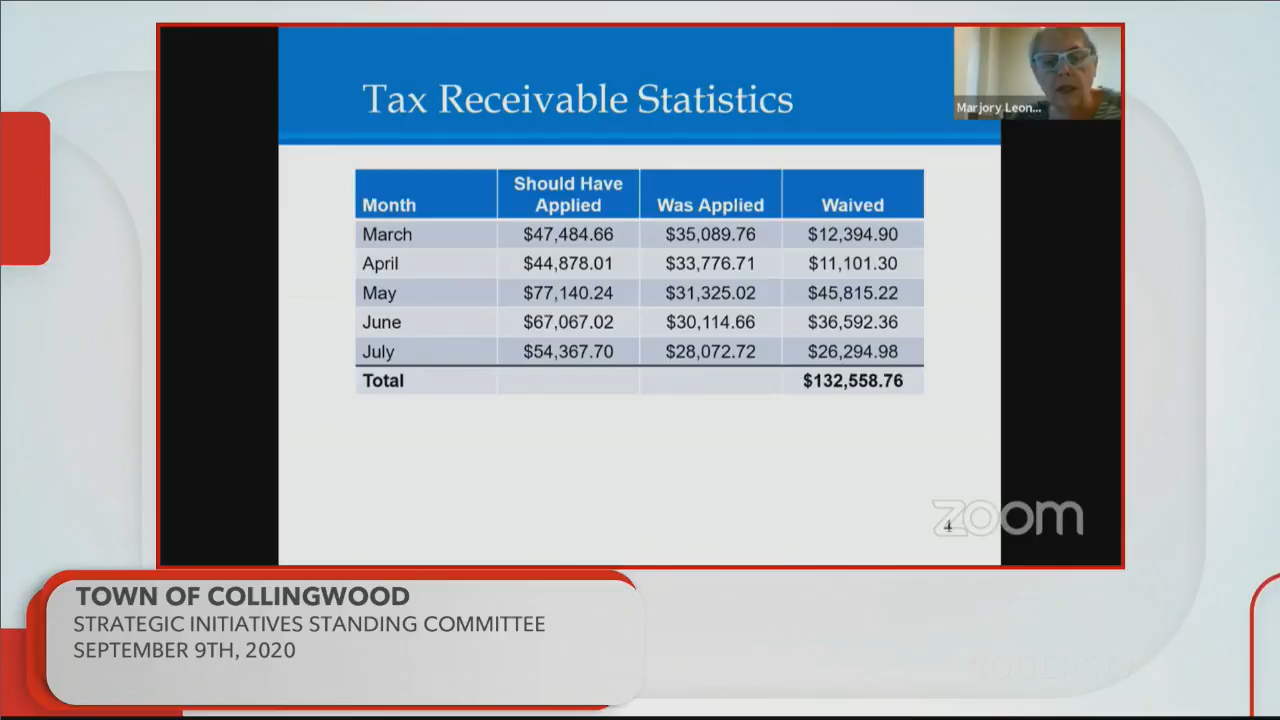 Tax Receivable Statistics
Marjory Leon...
Month Should Have Applied Was Applied Waived
March $47,484.66 $35,089.76 $12,394.90
April $44,878.01 $33,776.71 $11,101.30
May $77,140.24 $31,325.02 $45,815.22
June $67,067.02 $30,114.66 $36,592.36
July $54,367.70 $28,072.72 $26,294.98
Total $132,558.76
zoom
4
TOWN OF COLLINGWOOD
STRATEGIC INITIATIVES STANDING COMMITTEE
SEPTEMBER 9TH, 2020